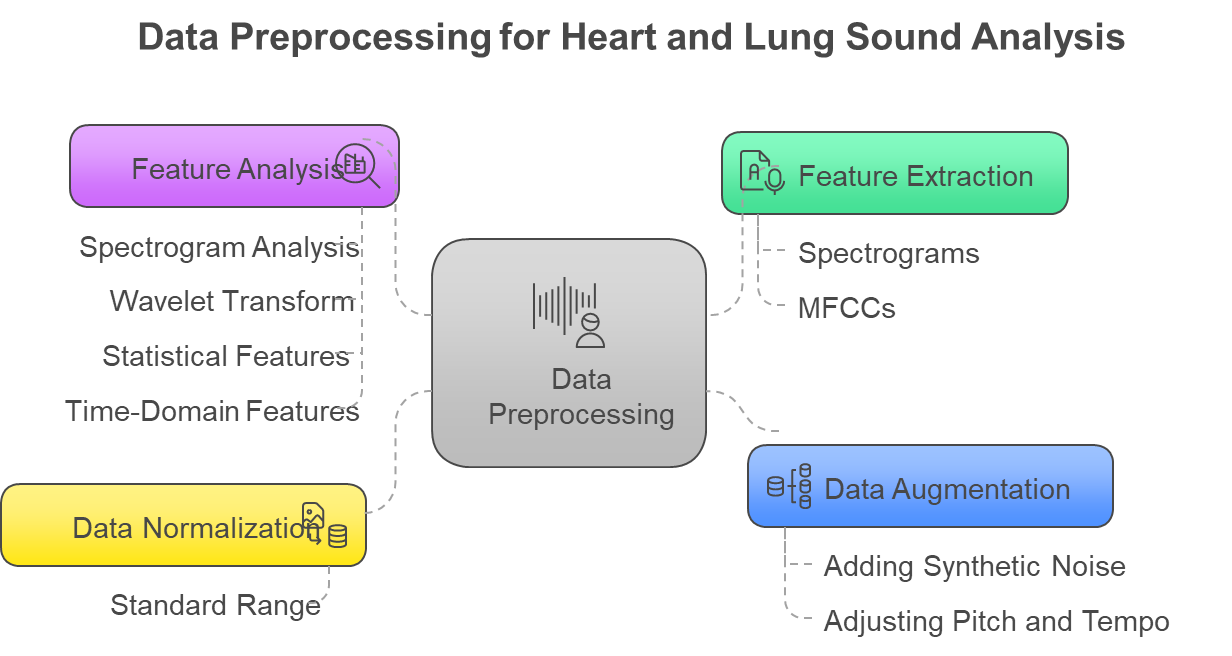 Data Preprocessing for Heart and Lung Sound Analysis
Feature Analysis
Spectrogram Analysis
Wavelet Transform
Statistical Features
Time-Domain Features
Data Normalization
Standard Range
Data
Preprocessing
Feature Extraction
Spectrograms
MFCCs
Data Augmentation
Adding Synthetic Noise
Adjusting Pitch and Tempo